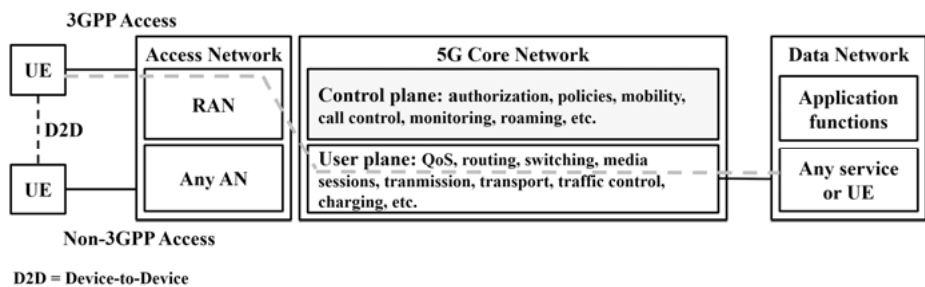 3GPP Access
UE
D2D
UE
Non-3GPP Access
Access Network
RAN
Any AN
5G Core Network
Control plane: authorization, policies, mobility,
call control, monitoring, roaming, etc.
User plane: QoS, routing, switching, media
sessions, tranmission, transport, traffic control,
charging, etc.
Data Network
Application
functions
Any service
or UE
D2D = Device-to-Device